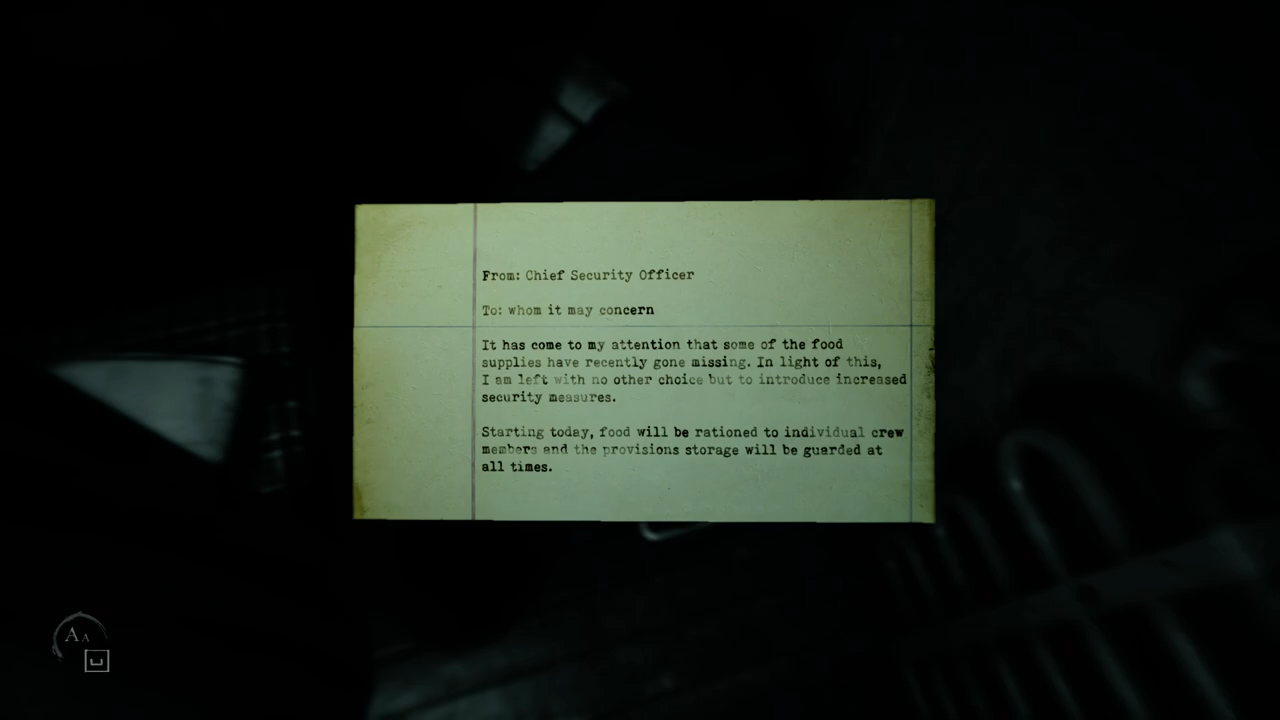 From: Chief Security Officer
To: whom it may concern
It has come to my attention that some of the food
supplies have recently gone missing. In light of this,
I am left with no other choice but to introduce increased
security measures.
Starting today, food will be rationed to individual crew
members and the provisions storage will be guarded at
all times.
AA